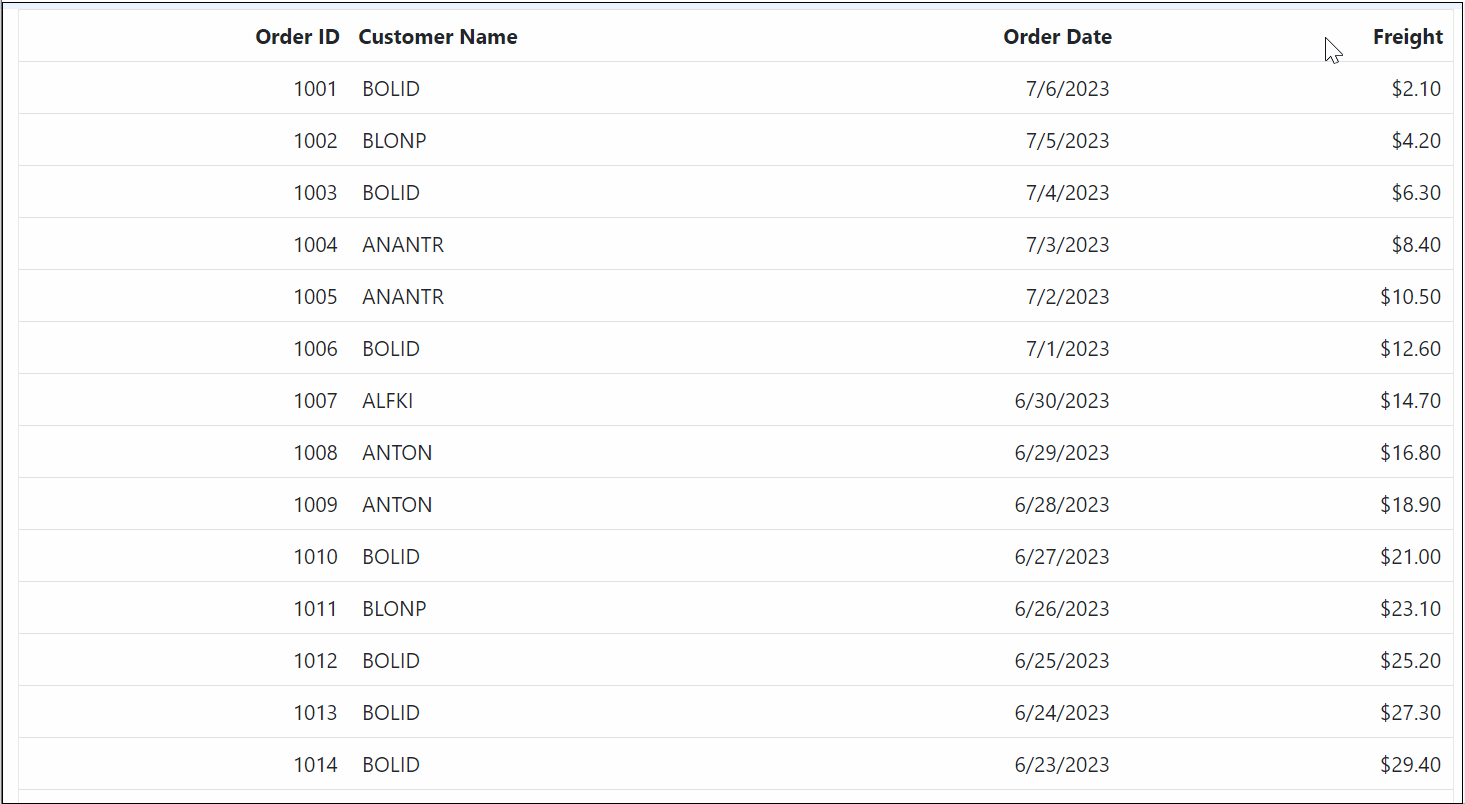 Order ID Customer Name Order Date Freight
1001 BOLID 7/6/2023 $2.10
1002 BLONP 7/5/2023 $4.20
1003 BOLID 7/4/2023 $6.30
1004 ANANTR 7/3/2023 $8.40
1005 ANANTR 7/2/2023 $10.50
1006 BOLID 7/1/2023 $12.60
1007 ALFKI 6/30/2023 $14.70
1008 ANTON 6/29/2023 $16.80
1009 ANTON 6/28/2023 $18.90
1010 BOLID 6/27/2023 $21.00
1011 BLONP 6/26/2023 $23.10
1012 BOLID 6/25/2023 $25.20
1013 BOLID 6/24/2023 $27.30
1014 BOLID 6/23/2023 $29.40